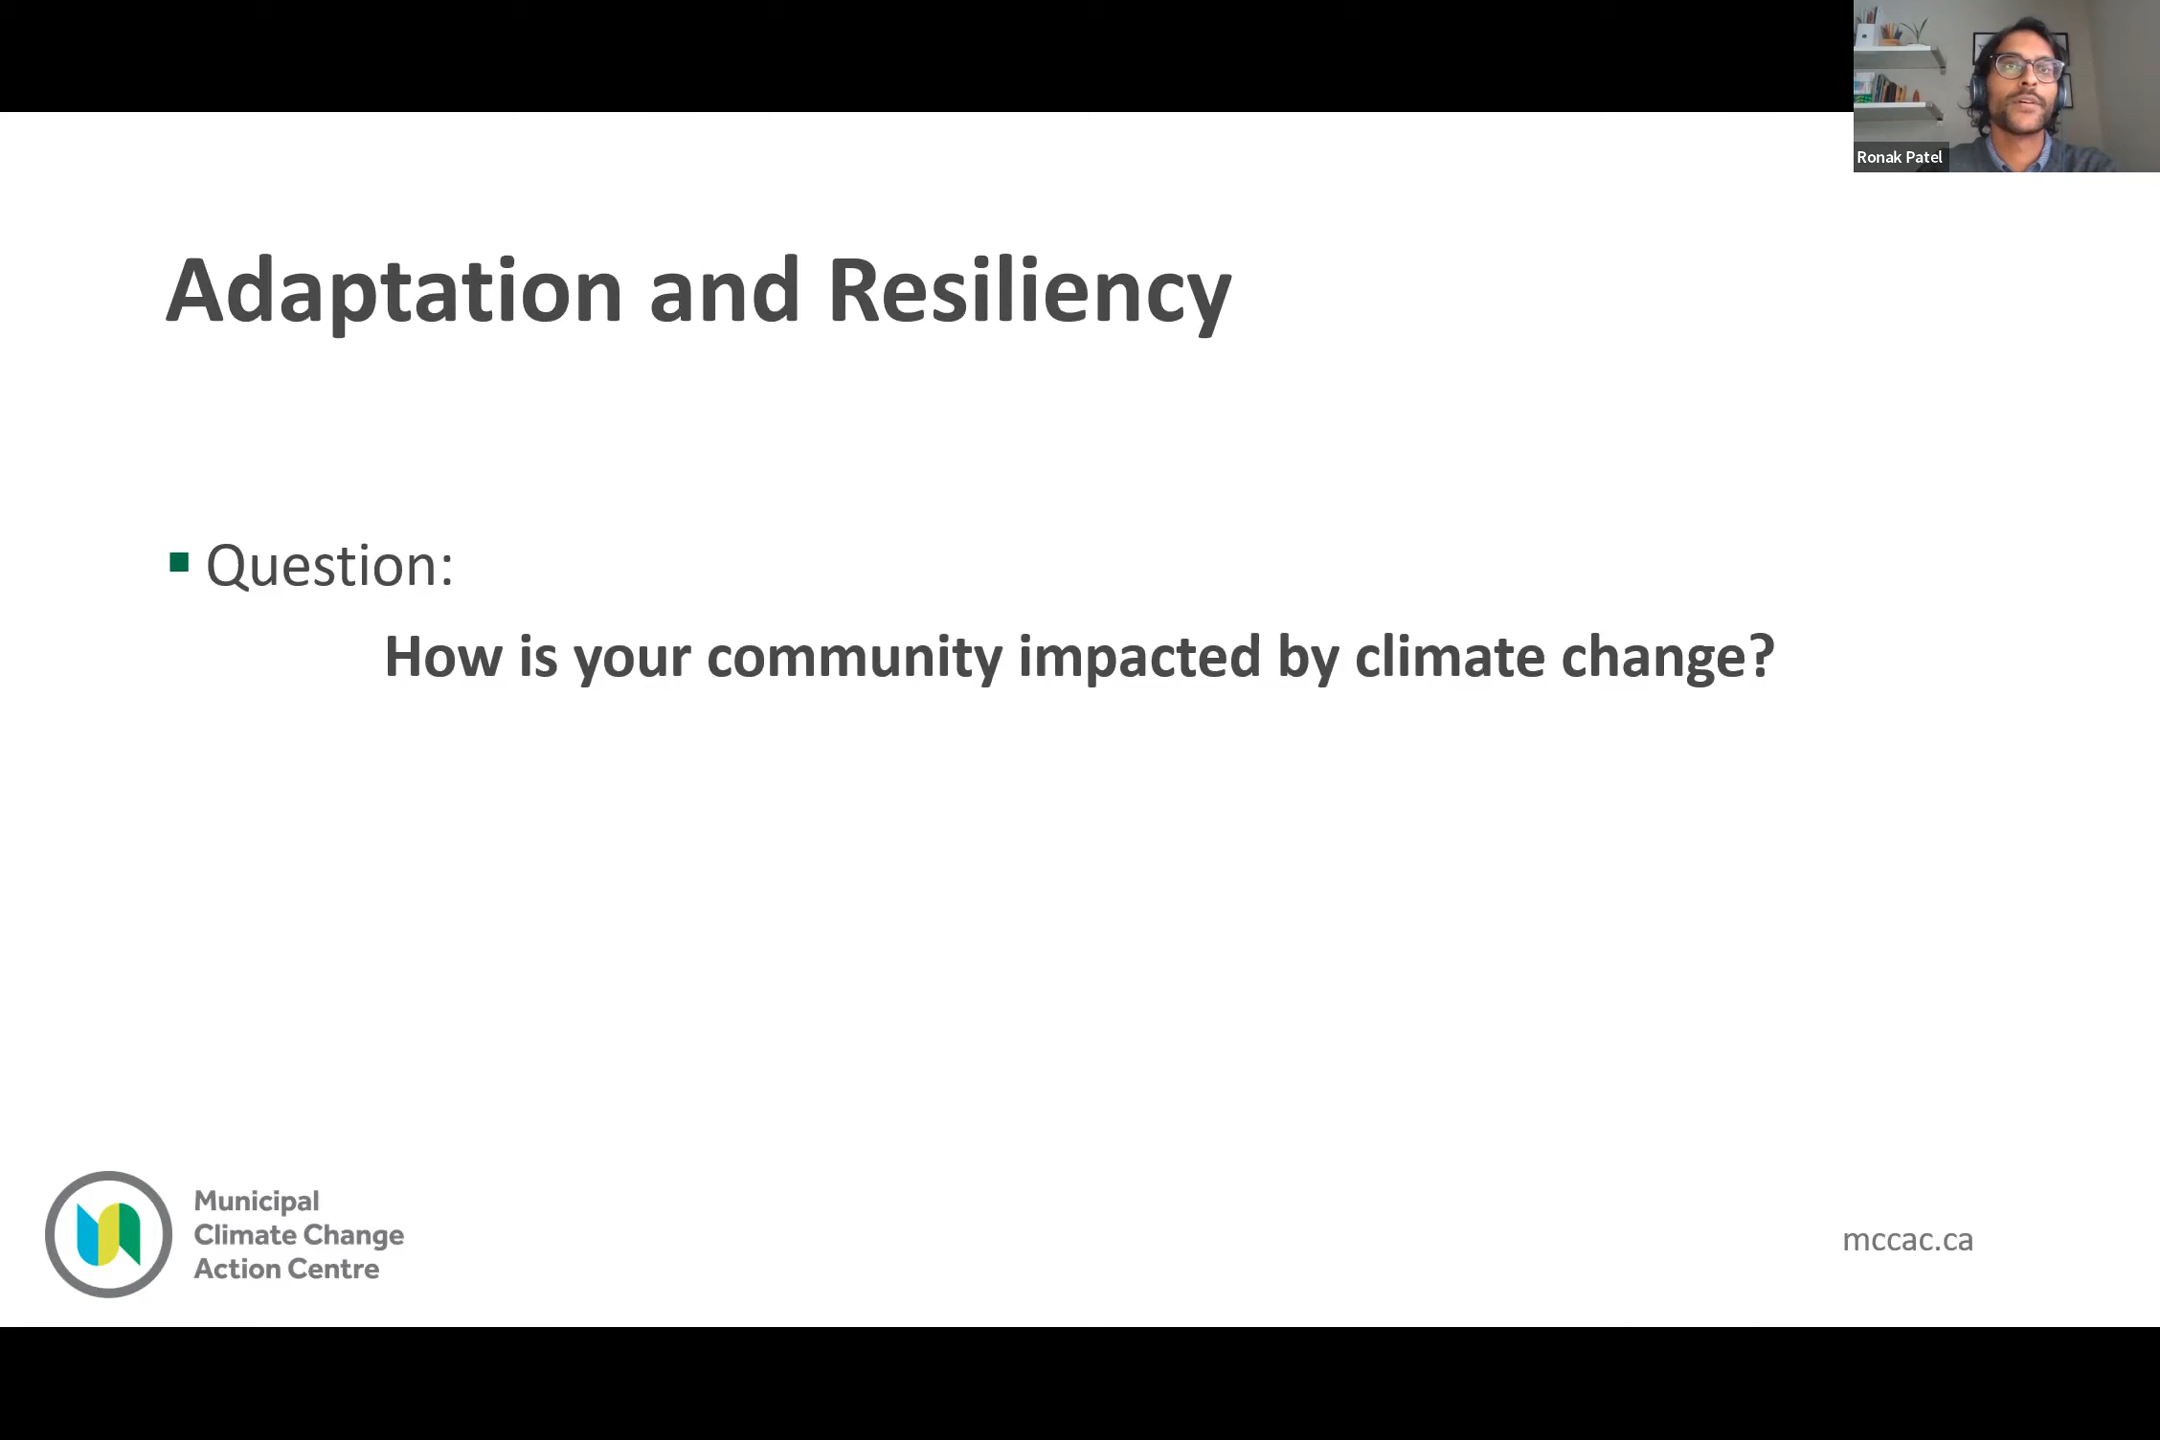 Ronak Patel
Adaptation and Resiliency
Question:
How is your community impacted by climate change?
Municipal
Climate Change
Action Centre
mccac.ca